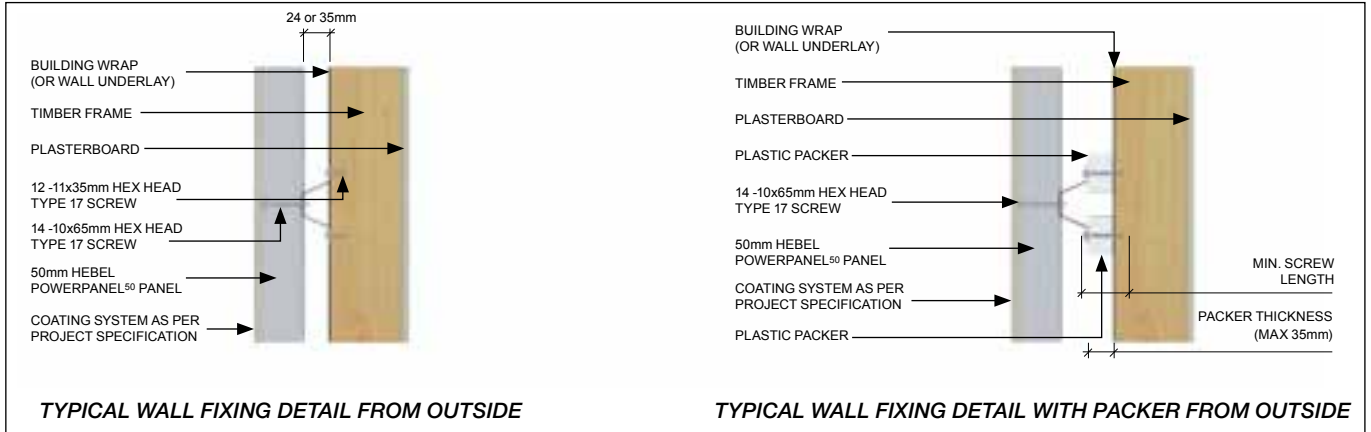 24 or 35mm
BUILDING WRAP
(OR WALL UNDERLAY)
TIMBER FRAME
PLASTERBOARD
12 -11x35mm HEX HEAD
TYPE 17 SCREW
14 -10x65mm HEX HEAD
TYPE 17 SCREW
50mm HEBEL
POWERPANEL⁵⁰ PANEL
COATING SYSTEM AS PER
PROJECT SPECIFICATION
TYPICAL WALL FIXING DETAIL FROM OUTSIDE
BUILDING WRAP
(OR WALL UNDERLAY)
TIMBER FRAME
PLASTERBOARD
PLASTIC PACKER
14 -10x65mm HEX HEAD
TYPE 17 SCREW
50mm HEBEL
POWERPANEL⁵⁰ PANEL
COATING SYSTEM AS PER
PROJECT SPECIFICATION
PLASTIC PACKER
MIN. SCREW
LENGTH
PACKER THICKNESS
(MAX 35mm)
TYPICAL WALL FIXING DETAIL WITH PACKER FROM OUTSIDE